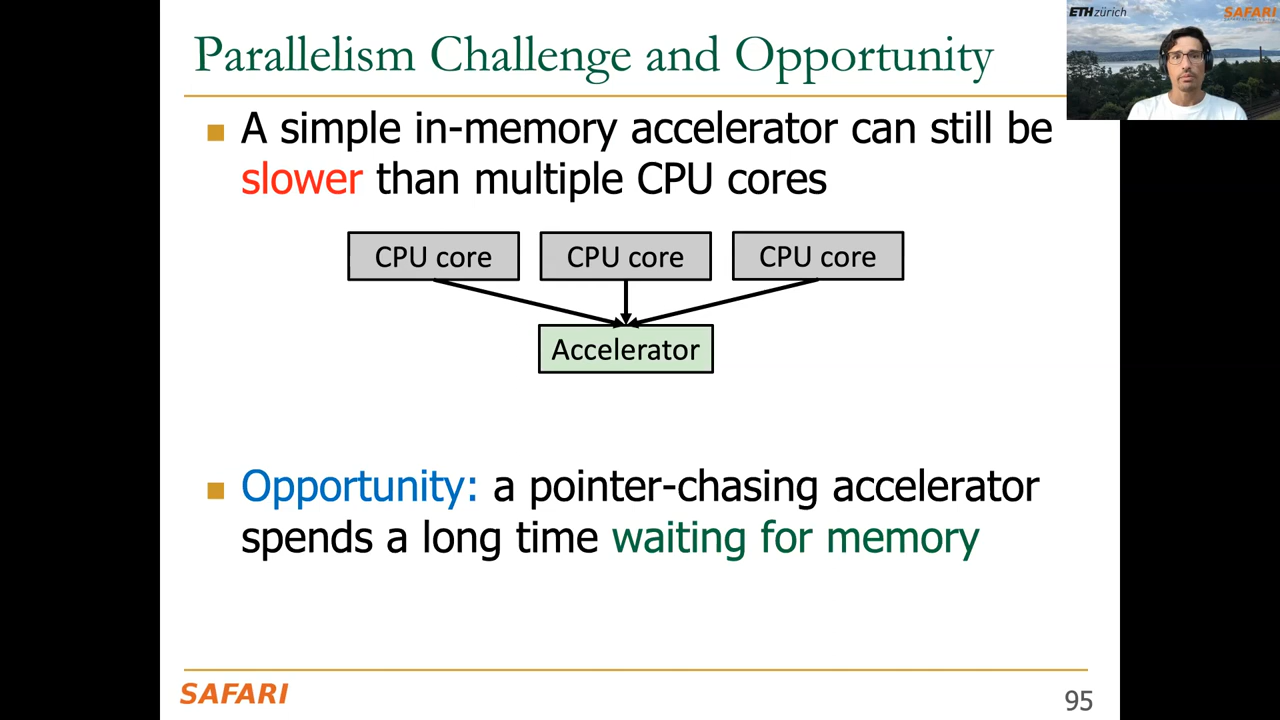 Parallelism Challenge and Opportunity
A simple in-memory accelerator can still be
slower than multiple CPU cores
CPU core
CPU core
CPU core
Accelerator
Opportunity: a pointer-chasing accelerator
spends a long time waiting for memory
SAFARI
95
ETHzürich
SAFARI